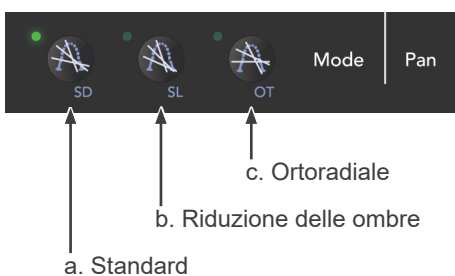 Mode Pan
SD SL OT
c. Ortoradiale
b. Riduzione delle ombre
a. Standard